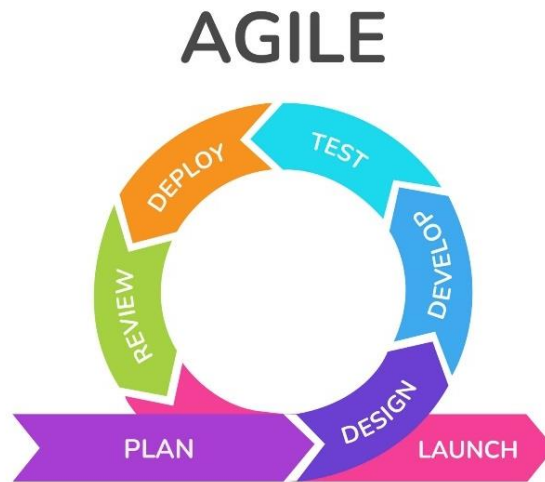 AGILE
PLAN
DESIGN
DEVELOP
TEST
DEPLOY
REVIEW
LAUNCH